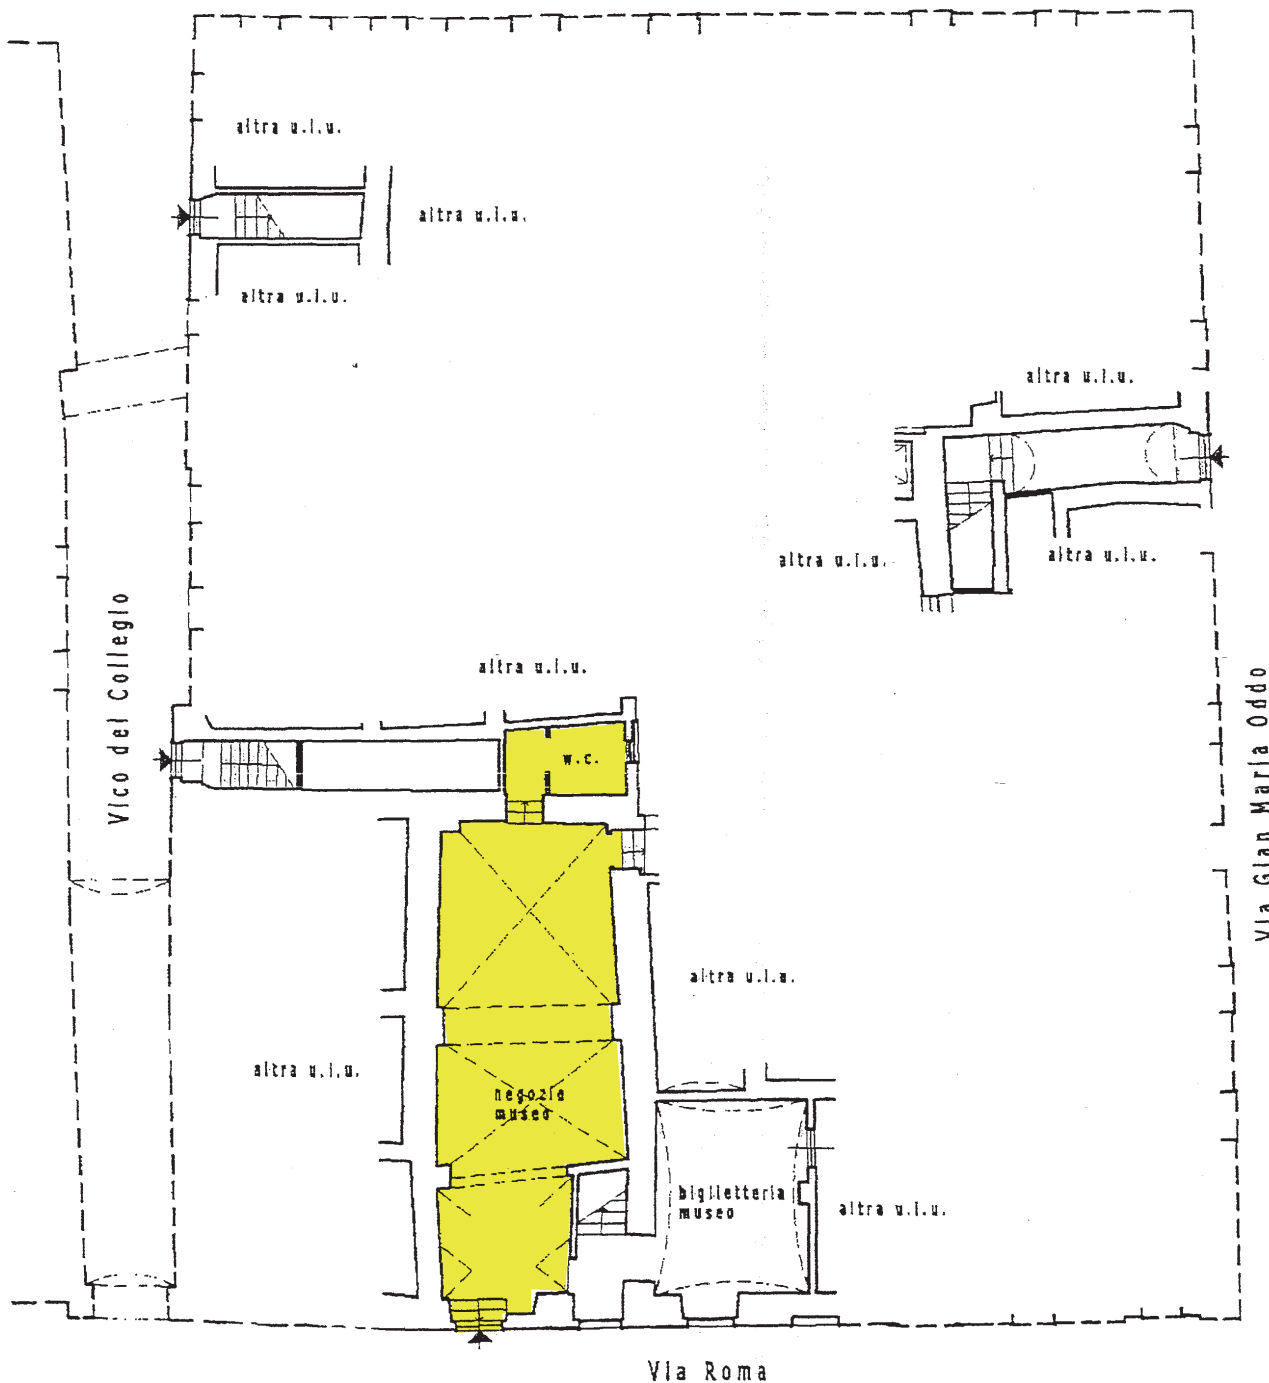 altra u.i.u.
altra u.i.u.
altra u.i.u.
altra u.i.u.
altra u.i.u.
altra u.i.u.
Vico del Collegio
altra u.i.u.
w.c.
Via Gian Maria Oddo
altra u.i.u.
altra u.i.u.
negozio
museo
biglietteria
museo
altra u.i.u.
Via Roma